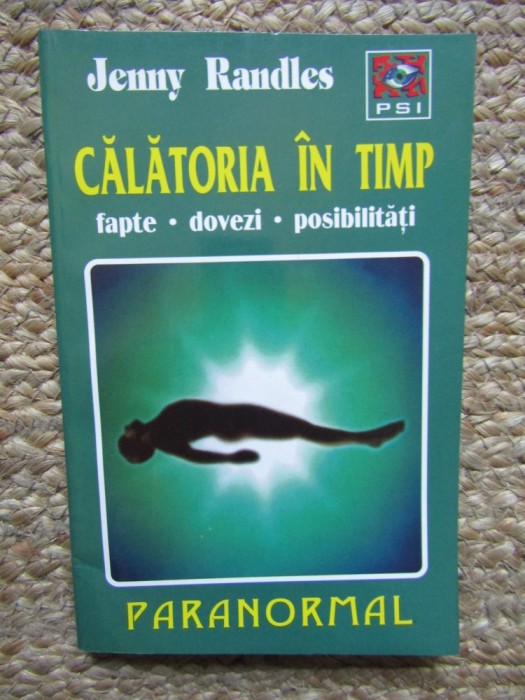 Jenny Randles
PSI
CĂLĂTORIA ÎN TIMP
fapte • dovezi • posibilități
PARANORMAL